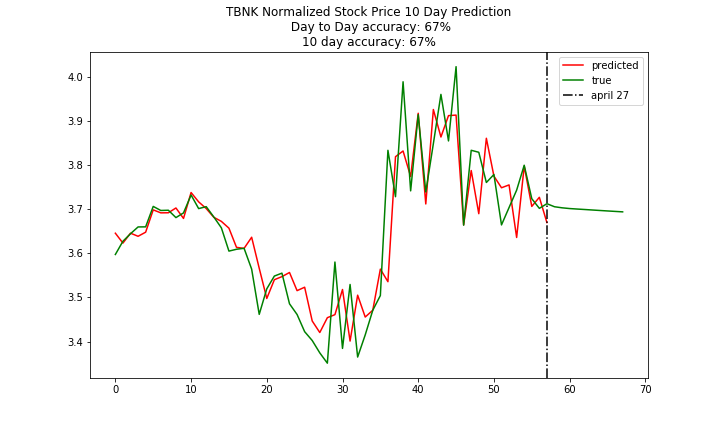 TBNK Normalized Stock Price 10 Day Prediction
Day to Day accuracy: 67%
10 day accuracy: 67%
predicted
true
april 27
4.0
3.9
3.8
3.7
3.6
3.5
3.4
0 10 20 30 40 50 60 70